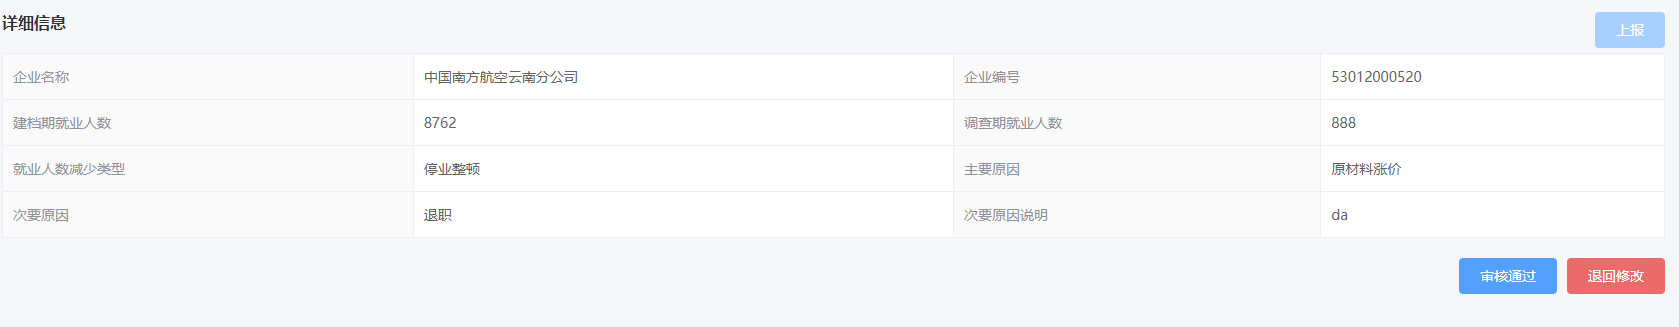 详细信息
上报
企业名称 中国南方航空云南分公司 企业编号 53012000520
建档期就业人数 8762 调查期就业人数 888
就业人数减少类型 停业整顿 主要原因 原材料涨价
次要原因 退职 次要原因说明 da
审核通过 退回修改